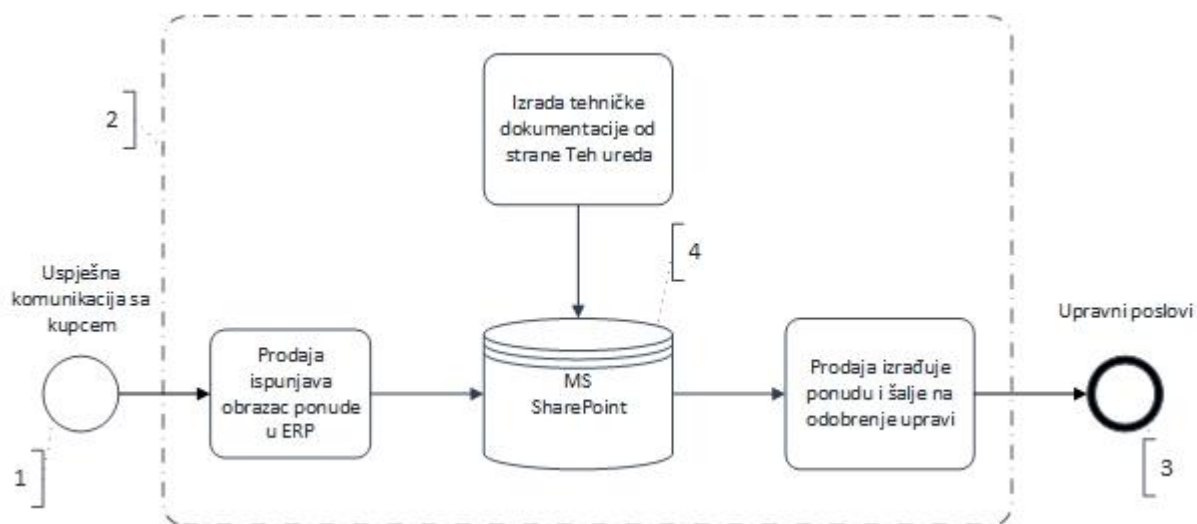 2
Izrada tehničke
dokumentacije od
strane Teh ureda
4
Uspješna
komunikacija sa
kupcem
Upravni poslovi
Prodaja
ispunjava
obrazac ponude
u ERP
MS
SharePoint
Prodaja izrađuje
ponudu i šalje na
odobrenje upravi
1
3